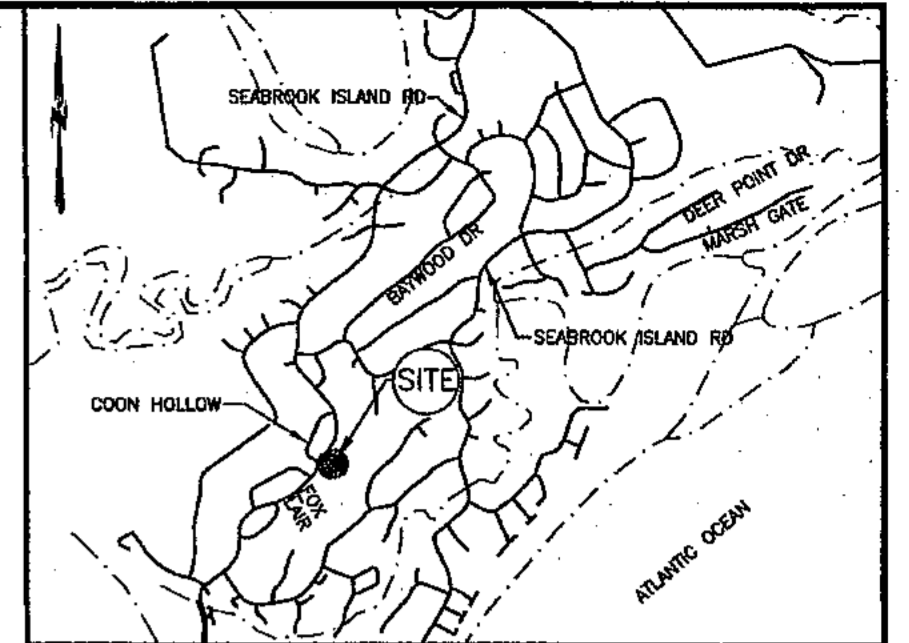 N
SEABROOK ISLAND RD
DEER POINT DR
MARSH GATE
BAYWOOD DR
SEABROOK ISLAND RD
SITE
COON HOLLOW
FOX
LAIR
ATLANTIC OCEAN